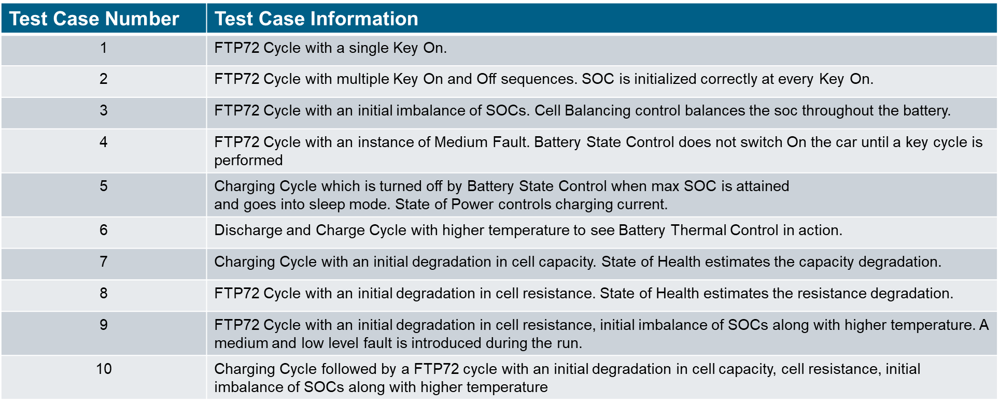 Test Case Number Test Case Information
1 FTP72 Cycle with a single Key On.
2 FTP72 Cycle with multiple Key On and Off sequences. SOC is initialized correctly at every Key On.
3 FTP72 Cycle with an initial imbalance of SOCs. Cell Balancing control balances the soc throughout the battery.
4 FTP72 Cycle with an instance of Medium Fault. Battery State Control does not switch On the car until a key cycle is
performed
5 Charging Cycle which is turned off by Battery State Control when max SOC is attained
and goes into sleep mode. State of Power controls charging current.
6 Discharge and Charge Cycle with higher temperature to see Battery Thermal Control in action.
7 Charging Cycle with an initial degradation in cell capacity. State of Health estimates the capacity degradation.
8 FTP72 Cycle with an initial degradation in cell resistance. State of Health estimates the resistance degradation.
9 FTP72 Cycle with an initial degradation in cell resistance, initial imbalance of SOCs along with higher temperature. A
medium and low level fault is introduced during the run.
10 Charging Cycle followed by a FTP72 cycle with an initial degradation in cell capacity, cell resistance, initial
imbalance of SOCs along with higher temperature